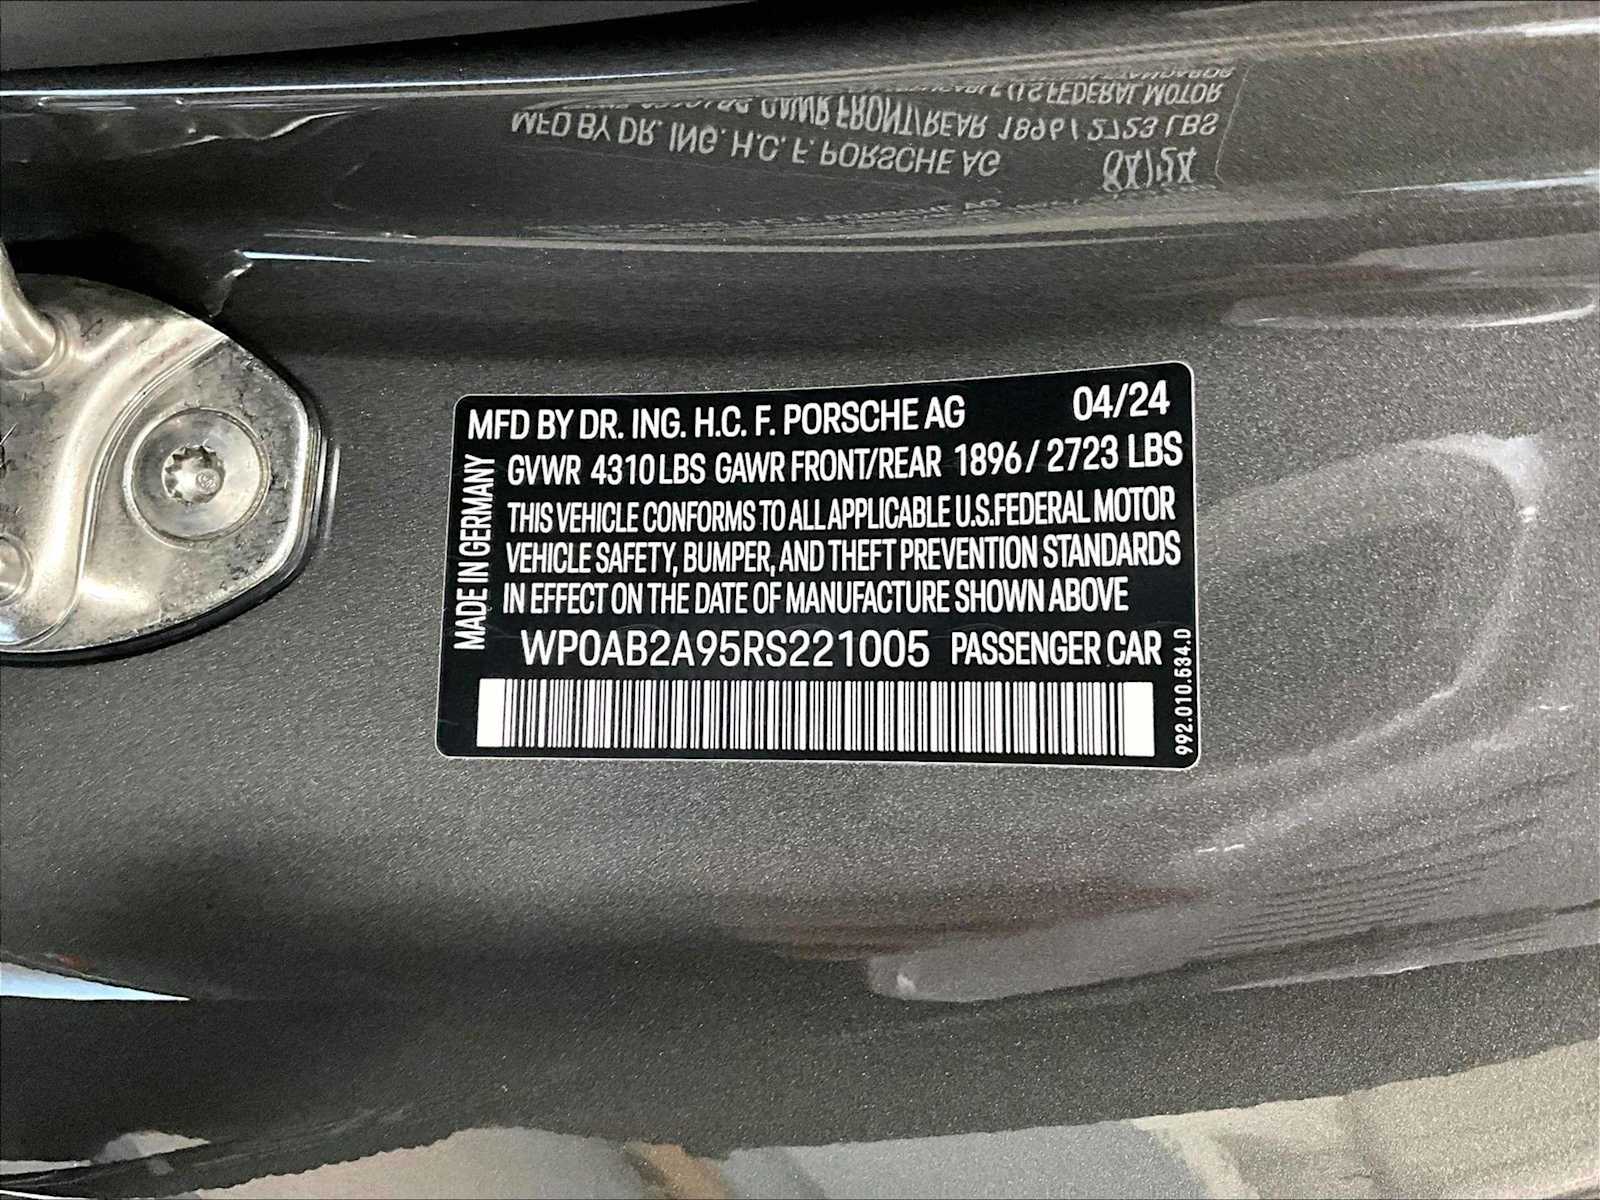 MFD BY DR. ING. H.C. F. PORSCHE AG 04/24
GVWR 4310 LBS GAWR FRONT/REAR 1896 / 2723 LBS
THIS VEHICLE CONFORMS TO ALL APPLICABLE U.S.FEDERAL MOTOR
VEHICLE SAFETY, BUMPER, AND THEFT PREVENTION STANDARDS
IN EFFECT ON THE DATE OF MANUFACTURE SHOWN ABOVE
WP0AB2A95RS221005 PASSENGER CAR
MADE IN GERMANY
992.010.534.D